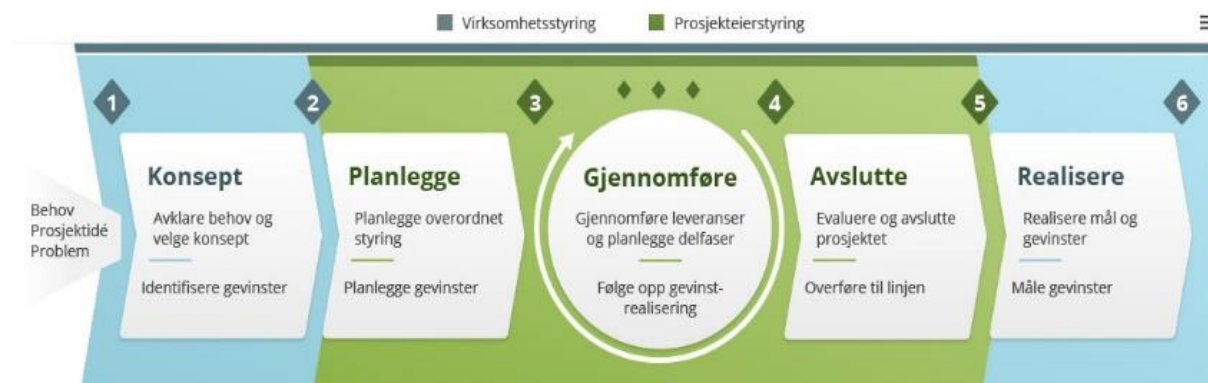 Virksomhetsstyring
Prosjekteierstyring
1
2
3
4
5
6
Behov
Prosjektidé
Problem
Konsept
Avklare behov og
velge konsept
Identifisere gevinster
Planlegge
Planlegge overordnet
styring
Planlegge gevinster
Gjennomføre
Gjennomføre leveranser
og planlegge delfaser
Følge opp gevinst-
realisering
Avslutte
Evaluere og avslutte
prosjektet
Overføre til linjen
Realisere
Realisere mål og
gevinster
Måle gevinster